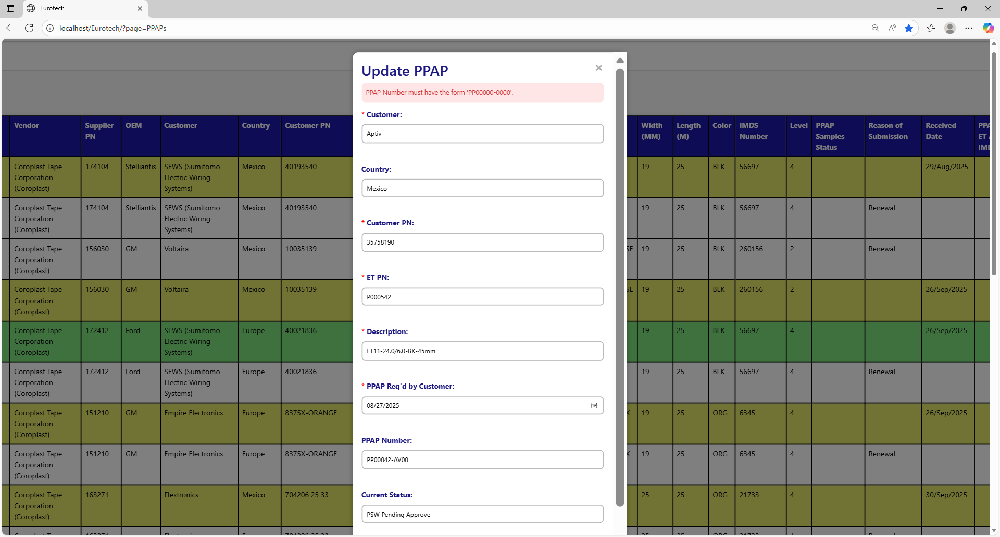 Eurotech
localhost/Eurotech/?page=PPAPs
Update PPAP
PPAP Number must have the form 'PP00000-0000'.
* Customer:
Aptiv
Country:
Mexico
* Customer PN:
35758190
* ET PN:
P000542
* Description:
ET11-24.0/6.0-BK-45mm
* PPAP Req'd by Customer:
08/27/2025
PPAP Number:
PP00042-AV00
Current Status:
PSW Pending Approve
Vendor Supplier PN OEM Customer Country Customer PN Width (MM) Length (M) Color IMDS Number Level PPAP Samples Status Reason of Submission Received Date
Coroplast Tape Corporation (Coroplast) 174104 Stelliantis SEWS (Sumitomo Electric Wiring Systems) Mexico 40193540 19 25 BLK 56697 4 29/Aug/2025
Coroplast Tape Corporation (Coroplast) 174104 Stelliantis SEWS (Sumitomo Electric Wiring Systems) Mexico 40193540 19 25 BLK 56697 4 Renewal
Coroplast Tape Corporation (Coroplast) 156030 GM Voltaira Mexico 10035139 SE 19 25 BLK 260156 2 Renewal
Coroplast Tape Corporation (Coroplast) 156030 GM Voltaira Mexico 10035139 SE 19 25 BLK 260156 2 26/Sep/2025
Coroplast Tape Corporation (Coroplast) 172412 Ford SEWS (Sumitomo Electric Wiring Systems) Europe 40021836 19 25 BLK 56697 4 26/Sep/2025
Coroplast Tape Corporation (Coroplast) 172412 Ford SEWS (Sumitomo Electric Wiring Systems) Europe 40021836 19 25 BLK 56697 4 Renewal
Coroplast Tape Corporation (Coroplast) 151210 GM Empire Electronics Europe 8375X-ORANGE X 19 25 ORG 6345 4 26/Sep/2025
Coroplast Tape Corporation (Coroplast) 151210 GM Empire Electronics Europe 8375X-ORANGE X 19 25 ORG 6345 4 Renewal
Coroplast Tape Corporation (Coroplast) 163271 Flextronics Mexico 704206 25 33 25 25 ORG 21733 4 30/Sep/2025